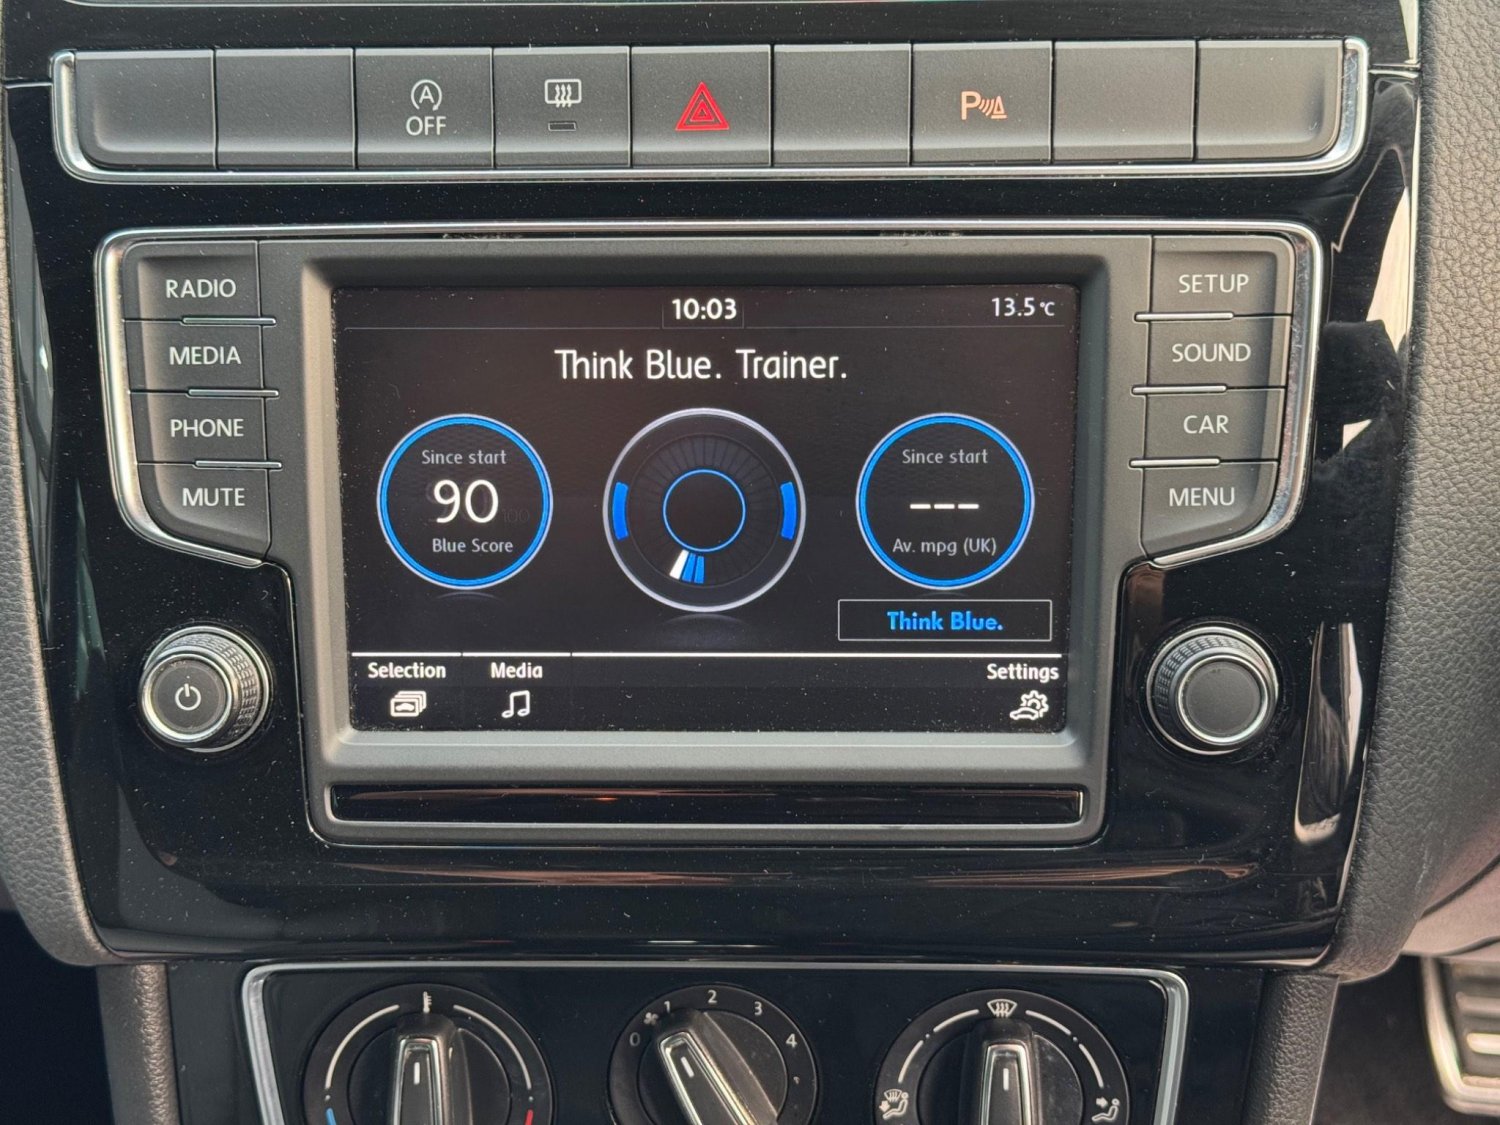 A
OFF
P
RADIO
MEDIA
PHONE
MUTE
10:03
13.5°C
Think Blue. Trainer.
Since start
90
100
Blue Score
Since start
---
Av. mpg (UK)
Think Blue.
Selection
Media
Settings
SETUP
SOUND
CAR
MENU
0
1
2
3
4